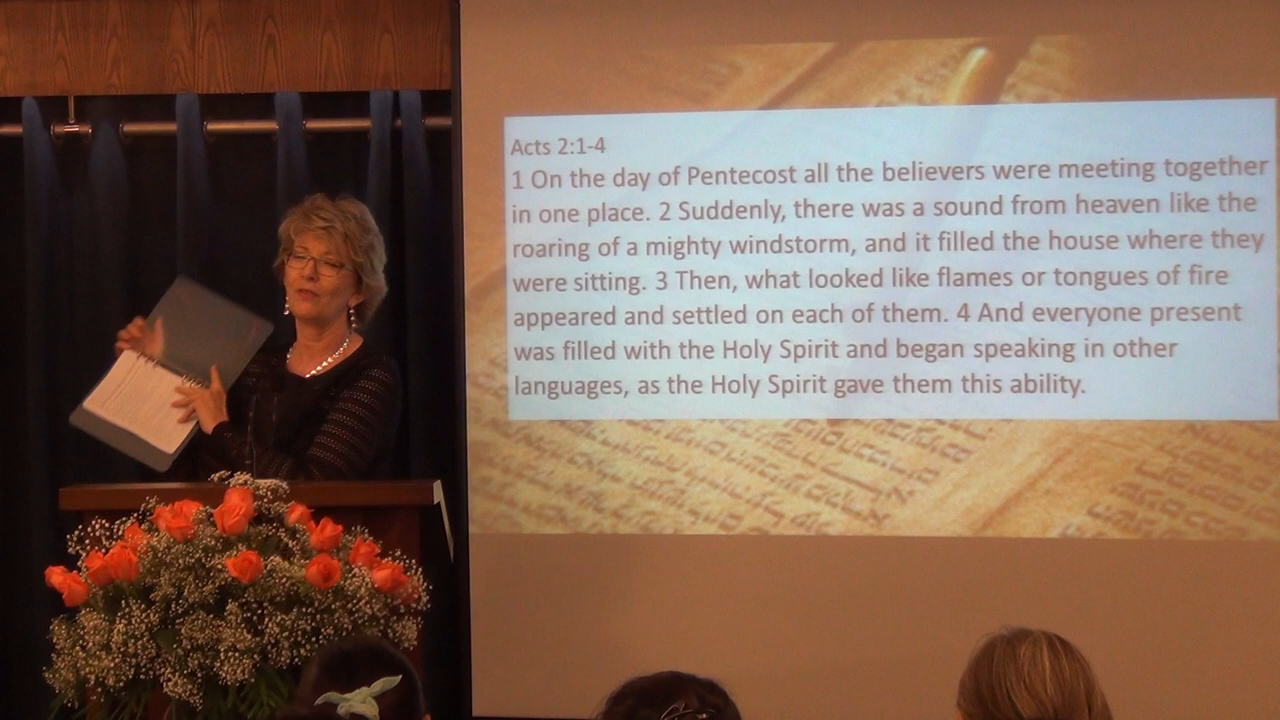 Acts 2:1-4
1 On the day of Pentecost all the believers were meeting together
in one place. 2 Suddenly, there was a sound from heaven like the
roaring of a mighty windstorm, and it filled the house where they
were sitting. 3 Then, what looked like flames or tongues of fire
appeared and settled on each of them. 4 And everyone present
was filled with the Holy Spirit and began speaking in other
languages, as the Holy Spirit gave them this ability.